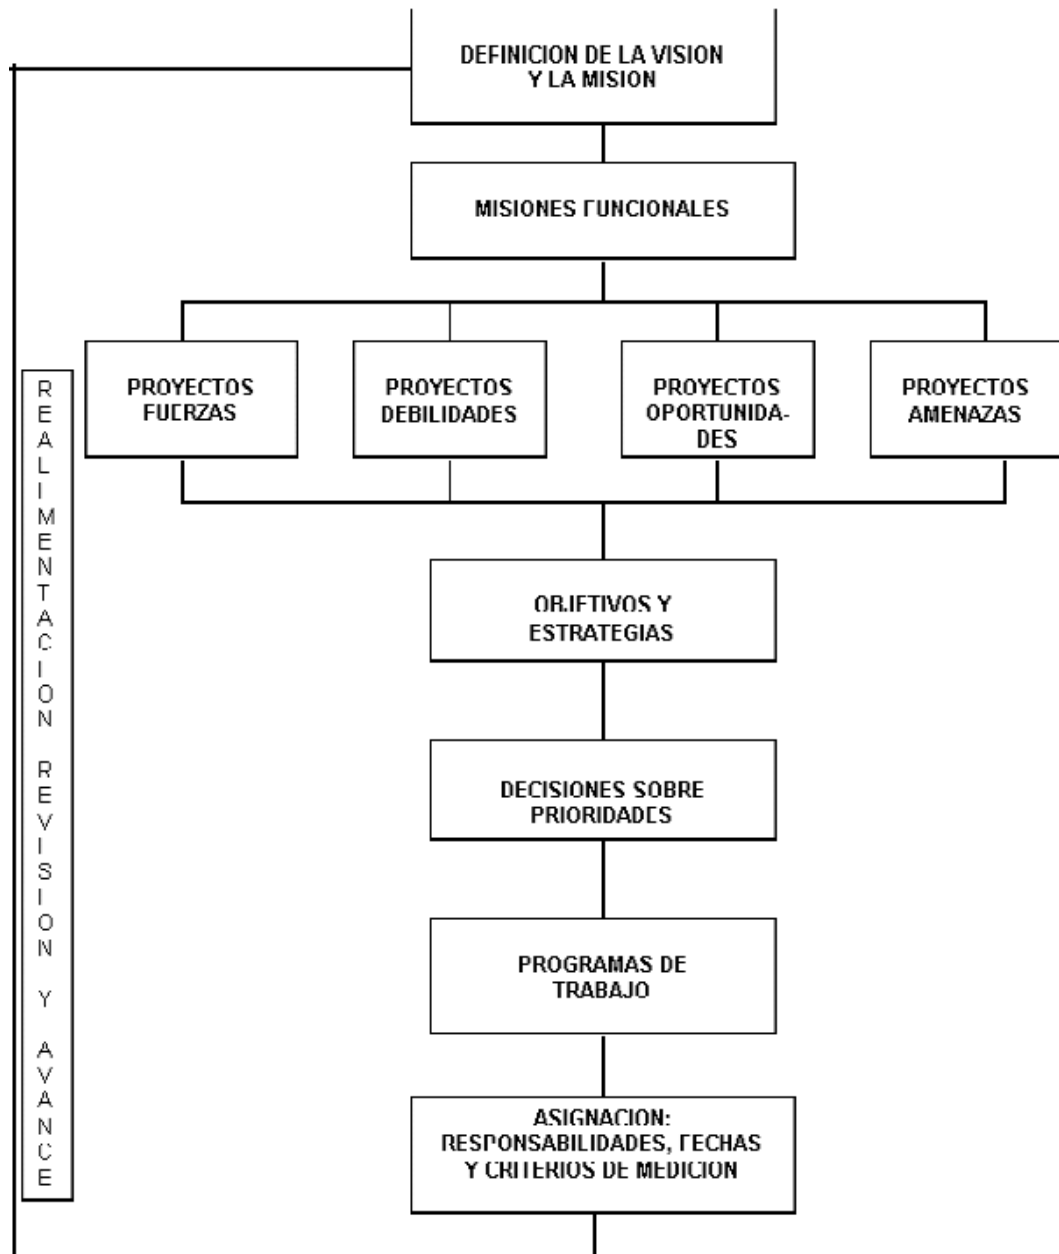 DEFINICION DE LA VISION
Y LA MISION
MISIONES FUNCIONALES
PROYECTOS
FUERZAS
PROYECTOS
DEBILIDADES
PROYECTOS
OPORTUNIDA-
DES
PROYECTOS
AMENAZAS
REALIMENTACION REVISION Y AVANCE
OBJETIVOS Y
ESTRATEGIAS
DECISIONES SOBRE
PRIORIDADES
PROGRAMAS DE
TRABAJO
ASIGNACION:
RESPONSABILIDADES, FECHAS
Y CRITERIOS DE MEDICION